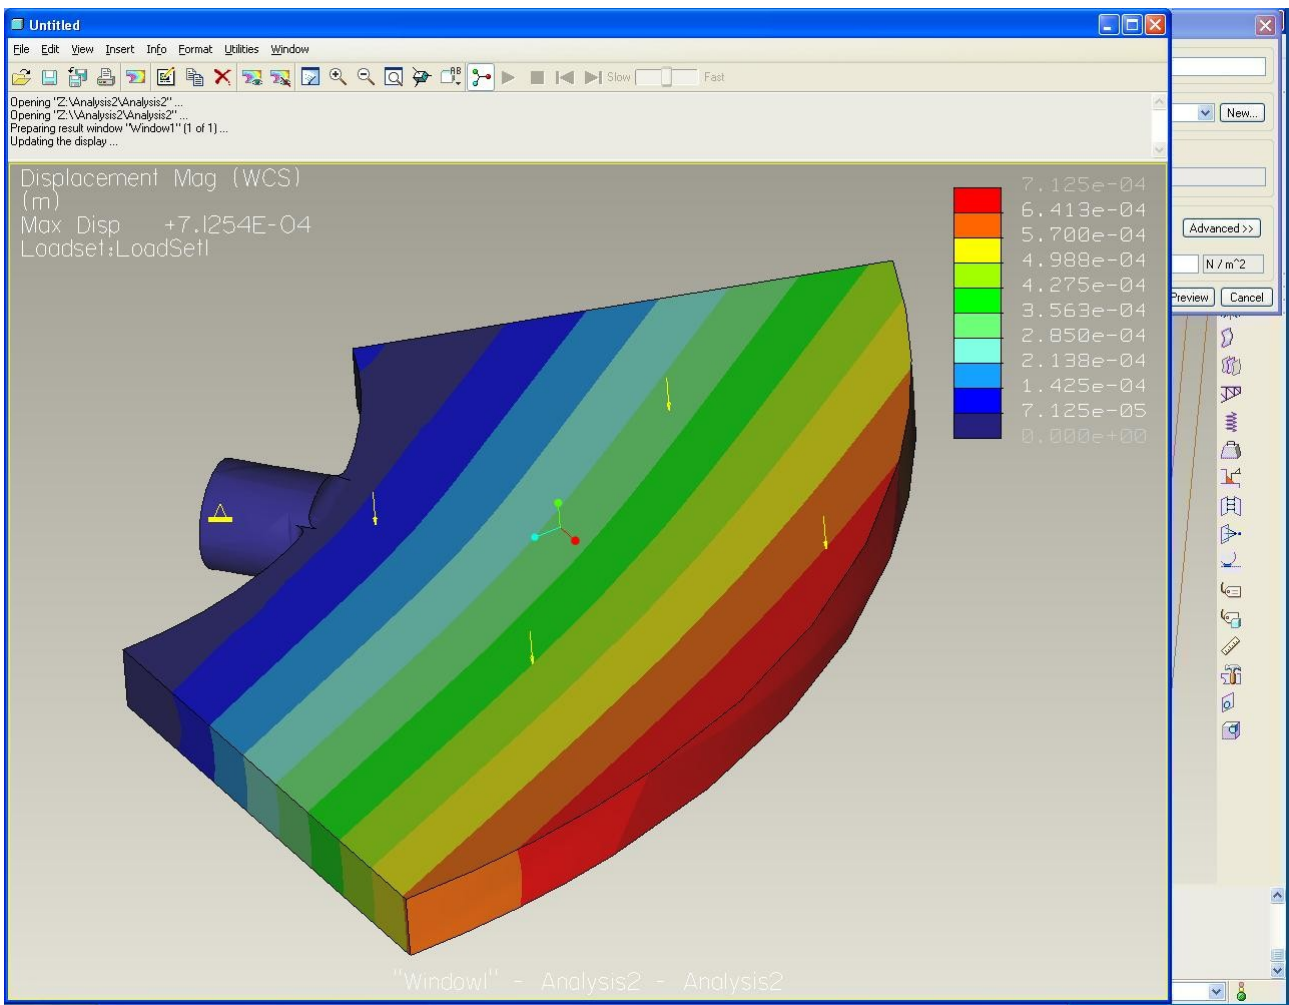 Untitled
File Edit View Insert Info Format Utilities Window
AB
Slow Fast
Opening "Z:\Analysis2\Analysis2" ...
Opening "Z:\\Analysis2\Analysis2" ...
Preparing result window "Window1" (1 of 1) ...
Updating the display ...
New...
Advanced >>
N / m^2
Preview Cancel
Displacement Mag (WCS)
(m)
Max Disp +7.1254E-04
Loadset:LoadSet1
7.125e-04
6.413e-04
5.700e-04
4.988e-04
4.275e-04
3.563e-04
2.850e-04
2.138e-04
1.425e-04
7.125e-05
0.000e+00
"Window1" - Analysis2 - Analysis2